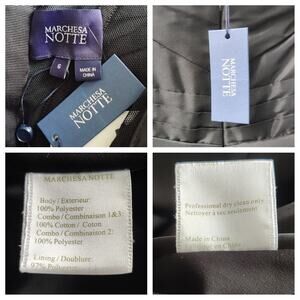 MARCHESA
NOTTE
6
MADE IN
CHINA
MARCHESA
NOTTE
MARCHESA
NOTTE
MARCHESA NOTTE
Body / Exterieur:
100% Polyester
Combo / Combinaison 1&3:
100% Cotton / Coton
Combo / Combinaison 2:
100% Polyester
Lining / Doublure:
97% Polyester
Professional dry clean only
Nettoyer à sec seulement
Made in China